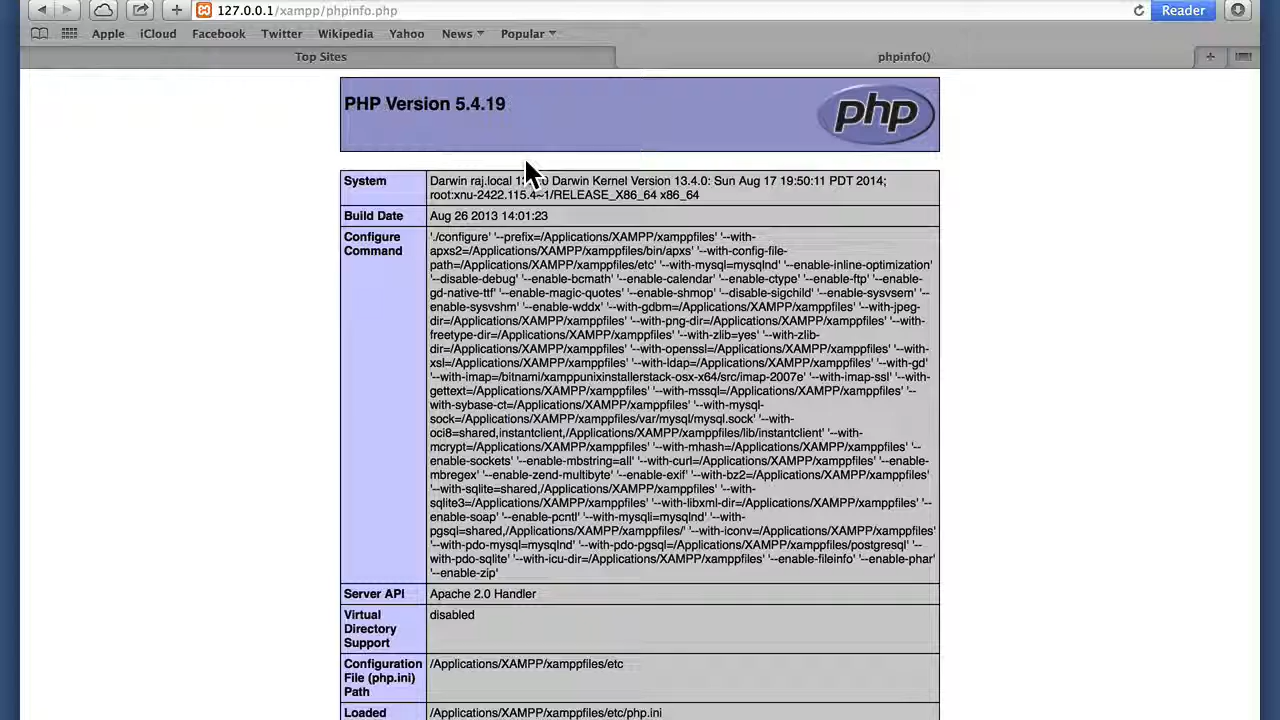 127.0.0.1/xampp/phpinfo.php
Reader
Apple iCloud Facebook Twitter Wikipedia Yahoo News Popular
Top Sites
phpinfo()
PHP Version 5.4.19
php
System
Darwin raj.local 0 Darwin Kernel Version 13.4.0: Sun Aug 17 19:50:11 PDT 2014;
root:xnu-2422.115.4~1/RELEASE_X86_64 x86_64
Build Date
Aug 26 2013 14:01:23
Configure
Command
'./configure' '--prefix=/Applications/XAMPP/xamppfiles' '--with-
apxs2=/Applications/XAMPP/xamppfiles/bin/apxs' '--with-config-file-
path=/Applications/XAMPP/xamppfiles/etc' '--with-mysql=mysqlnd' '--enable-inline-optimization'
'--disable-debug' '--enable-bcmath' '--enable-calendar' '--enable-ctype' '--enable-ftp' '--enable-
gd-native-ttf' '--enable-magic-quotes' '--enable-shmop' '--disable-sigchild' '--enable-sysvsem' '--
enable-sysvshm' '--enable-wddx' '--with-gdbm=/Applications/XAMPP/xamppfiles' '--with-jpeg-
dir=/Applications/XAMPP/xamppfiles' '--with-png-dir=/Applications/XAMPP/xamppfiles' '--with-
freetype-dir=/Applications/XAMPP/xamppfiles' '--with-zlib=yes' '--with-zlib-
dir=/Applications/XAMPP/xamppfiles' '--with-openssl=/Applications/XAMPP/xamppfiles' '--with-
xsl=/Applications/XAMPP/xamppfiles' '--with-ldap=/Applications/XAMPP/xamppfiles' '--with-gd'
'--with-imap=/bitnami/xamppunixinstallerstack-osx-x64/src/imap-2007e' '--with-imap-ssl' '--with-
gettext=/Applications/XAMPP/xamppfiles' '--with-mssql=/Applications/XAMPP/xamppfiles' '--
with-sybase-ct=/Applications/XAMPP/xamppfiles' '--with-mysql-
sock=/Applications/XAMPP/xamppfiles/var/mysql/mysql.sock' '--with-
oci8=shared,instantclient,/Applications/XAMPP/xamppfiles/lib/instantclient' '--with-
mcrypt=/Applications/XAMPP/xamppfiles' '--with-mhash=/Applications/XAMPP/xamppfiles' '--
enable-sockets' '--enable-mbstring=all' '--with-curl=/Applications/XAMPP/xamppfiles' '--enable-
mbregex' '--enable-zend-multibyte' '--enable-exif' '--with-bz2=/Applications/XAMPP/xamppfiles'
'--with-sqlite=shared,/Applications/XAMPP/xamppfiles' '--with-
sqlite3=/Applications/XAMPP/xamppfiles' '--with-libxml-dir=/Applications/XAMPP/xamppfiles' '--
enable-soap' '--enable-pcntl' '--with-mysqli=mysqlnd' '--with-
pgsql=shared,/Applications/XAMPP/xamppfiles/' '--with-iconv=/Applications/XAMPP/xamppfiles'
'--with-pdo-mysql=mysqlnd' '--with-pdo-pgsql=/Applications/XAMPP/xamppfiles/postgresql' '--
with-pdo-sqlite' '--with-icu-dir=/Applications/XAMPP/xamppfiles' '--enable-fileinfo' '--enable-phar'
'--enable-zip'
Server API
Apache 2.0 Handler
Virtual
Directory
Support
disabled
Configuration
File (php.ini)
Path
/Applications/XAMPP/xamppfiles/etc
Loaded
/Applications/XAMPP/xamppfiles/etc/php.ini